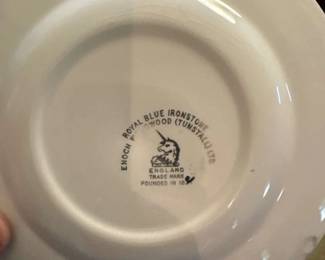 ROYAL BLUE IRONSTONE
ENOCH (TUNSTALL) LTD
ENGLAND
TRADE MARK
FOUNDED IN